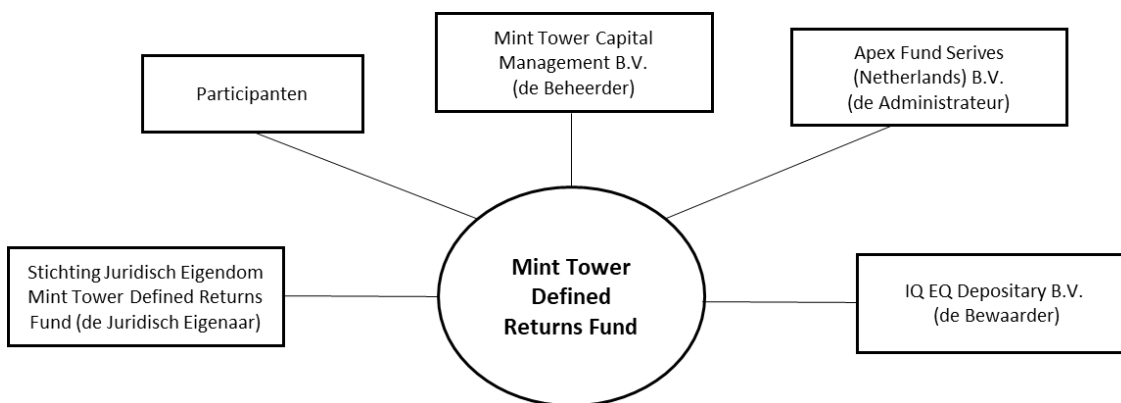 Participanten
Mint Tower Capital
Management B.V.
(de Beheerder)
Apex Fund Serives
(Netherlands) B.V.
(de Administrateur)
Stichting Juridisch Eigendom
Mint Tower Defined Returns
Fund (de Juridisch Eigenaar)
Mint Tower
Defined
Returns Fund
IQ EQ Depositary B.V.
(de Bewaarder)